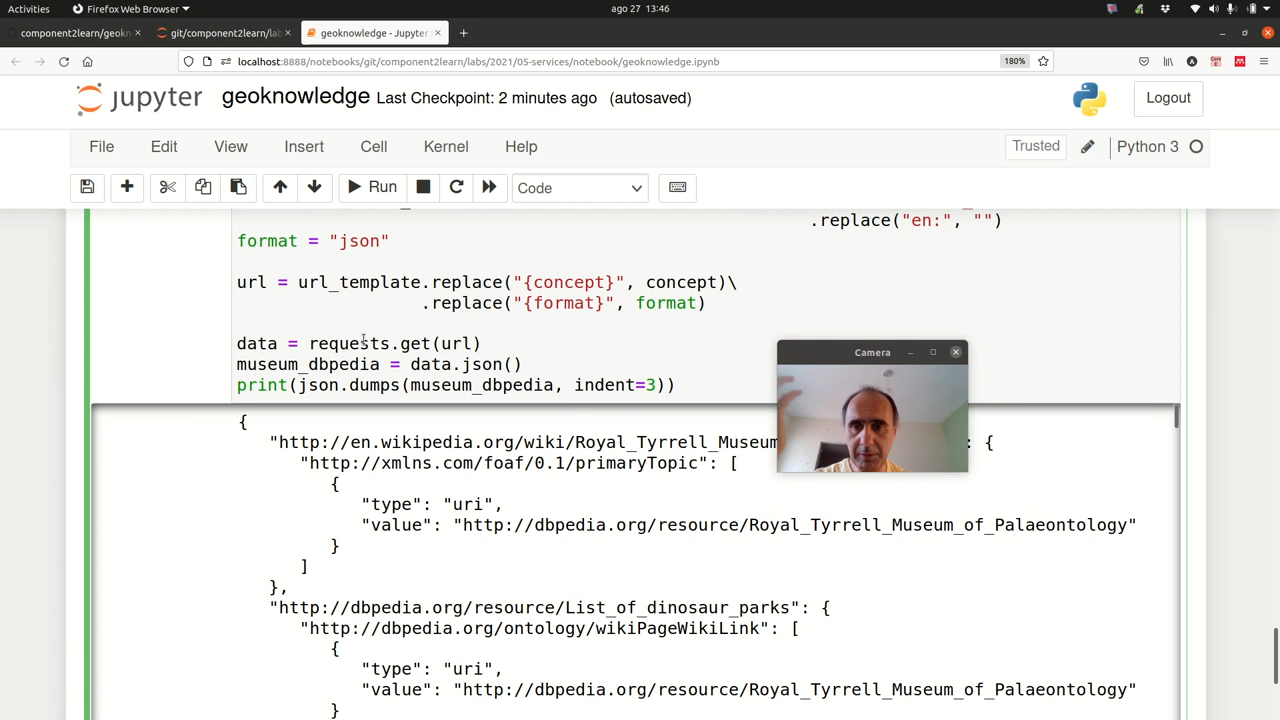 Activities
Firefox Web Browser
ago 27 13:46
component2learn/geokn
git/component2learn/lab
geoknowledge - Jupyter
localhost:8888/notebooks/git/component2learn/labs/2021/05-services/notebook/geoknowledge.ipynb
180%
jupyter
geoknowledge Last Checkpoint: 2 minutes ago (autosaved)
Logout
File Edit View Insert Cell Kernel Help
Trusted
Python 3
Run
Code
.replace("en:", "")
format = "json"
url = url_template.replace("{concept}", concept)\
.replace("{format}", format)
data = requests.get(url)
museum_dbpedia = data.json()
print(json.dumps(museum_dbpedia, indent=3))
Camera
{
"http://en.wikipedia.org/wiki/Royal_Tyrrell_Museum : {
"http://xmlns.com/foaf/0.1/primaryTopic": [
{
"type": "uri",
"value": "http://dbpedia.org/resource/Royal_Tyrrell_Museum_of_Palaeontology"
}
]
},
"http://dbpedia.org/resource/List_of_dinosaur_parks": {
"http://dbpedia.org/ontology/wikiPageWikiLink": [
{
"type": "uri",
"value": "http://dbpedia.org/resource/Royal_Tyrrell_Museum_of_Palaeontology"
}